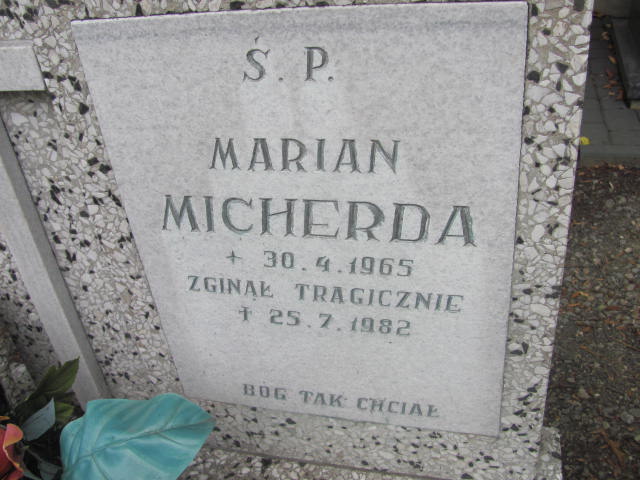 Ś. P.
MARIAN
MICHERDA
+ 30.4.1965
ZGINĄŁ TRAGICZNIE
† 25.7.1982
BÓG TAK CHCIAŁ